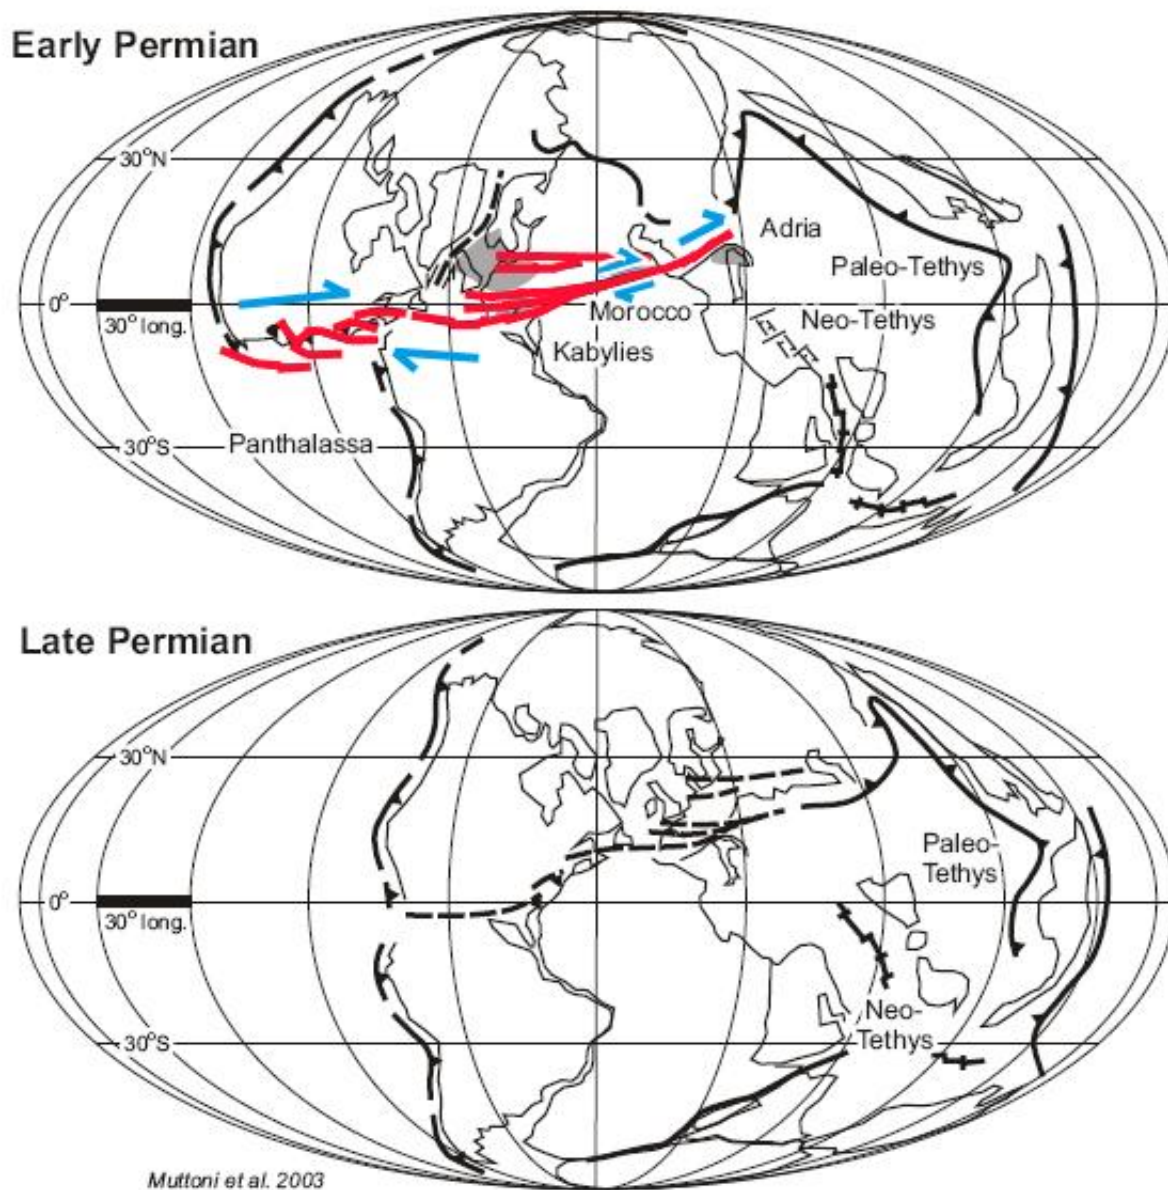 Early Permian
30°N
Adria
Paleo-Tethys
0°
30° long.
Morocco
Neo-Tethys
Kabylies
Panthalassa
30°S
Late Permian
30°N
Paleo-
Tethys
0°
30° long.
Neo-
Tethys
30°S
Muttoni et al. 2003